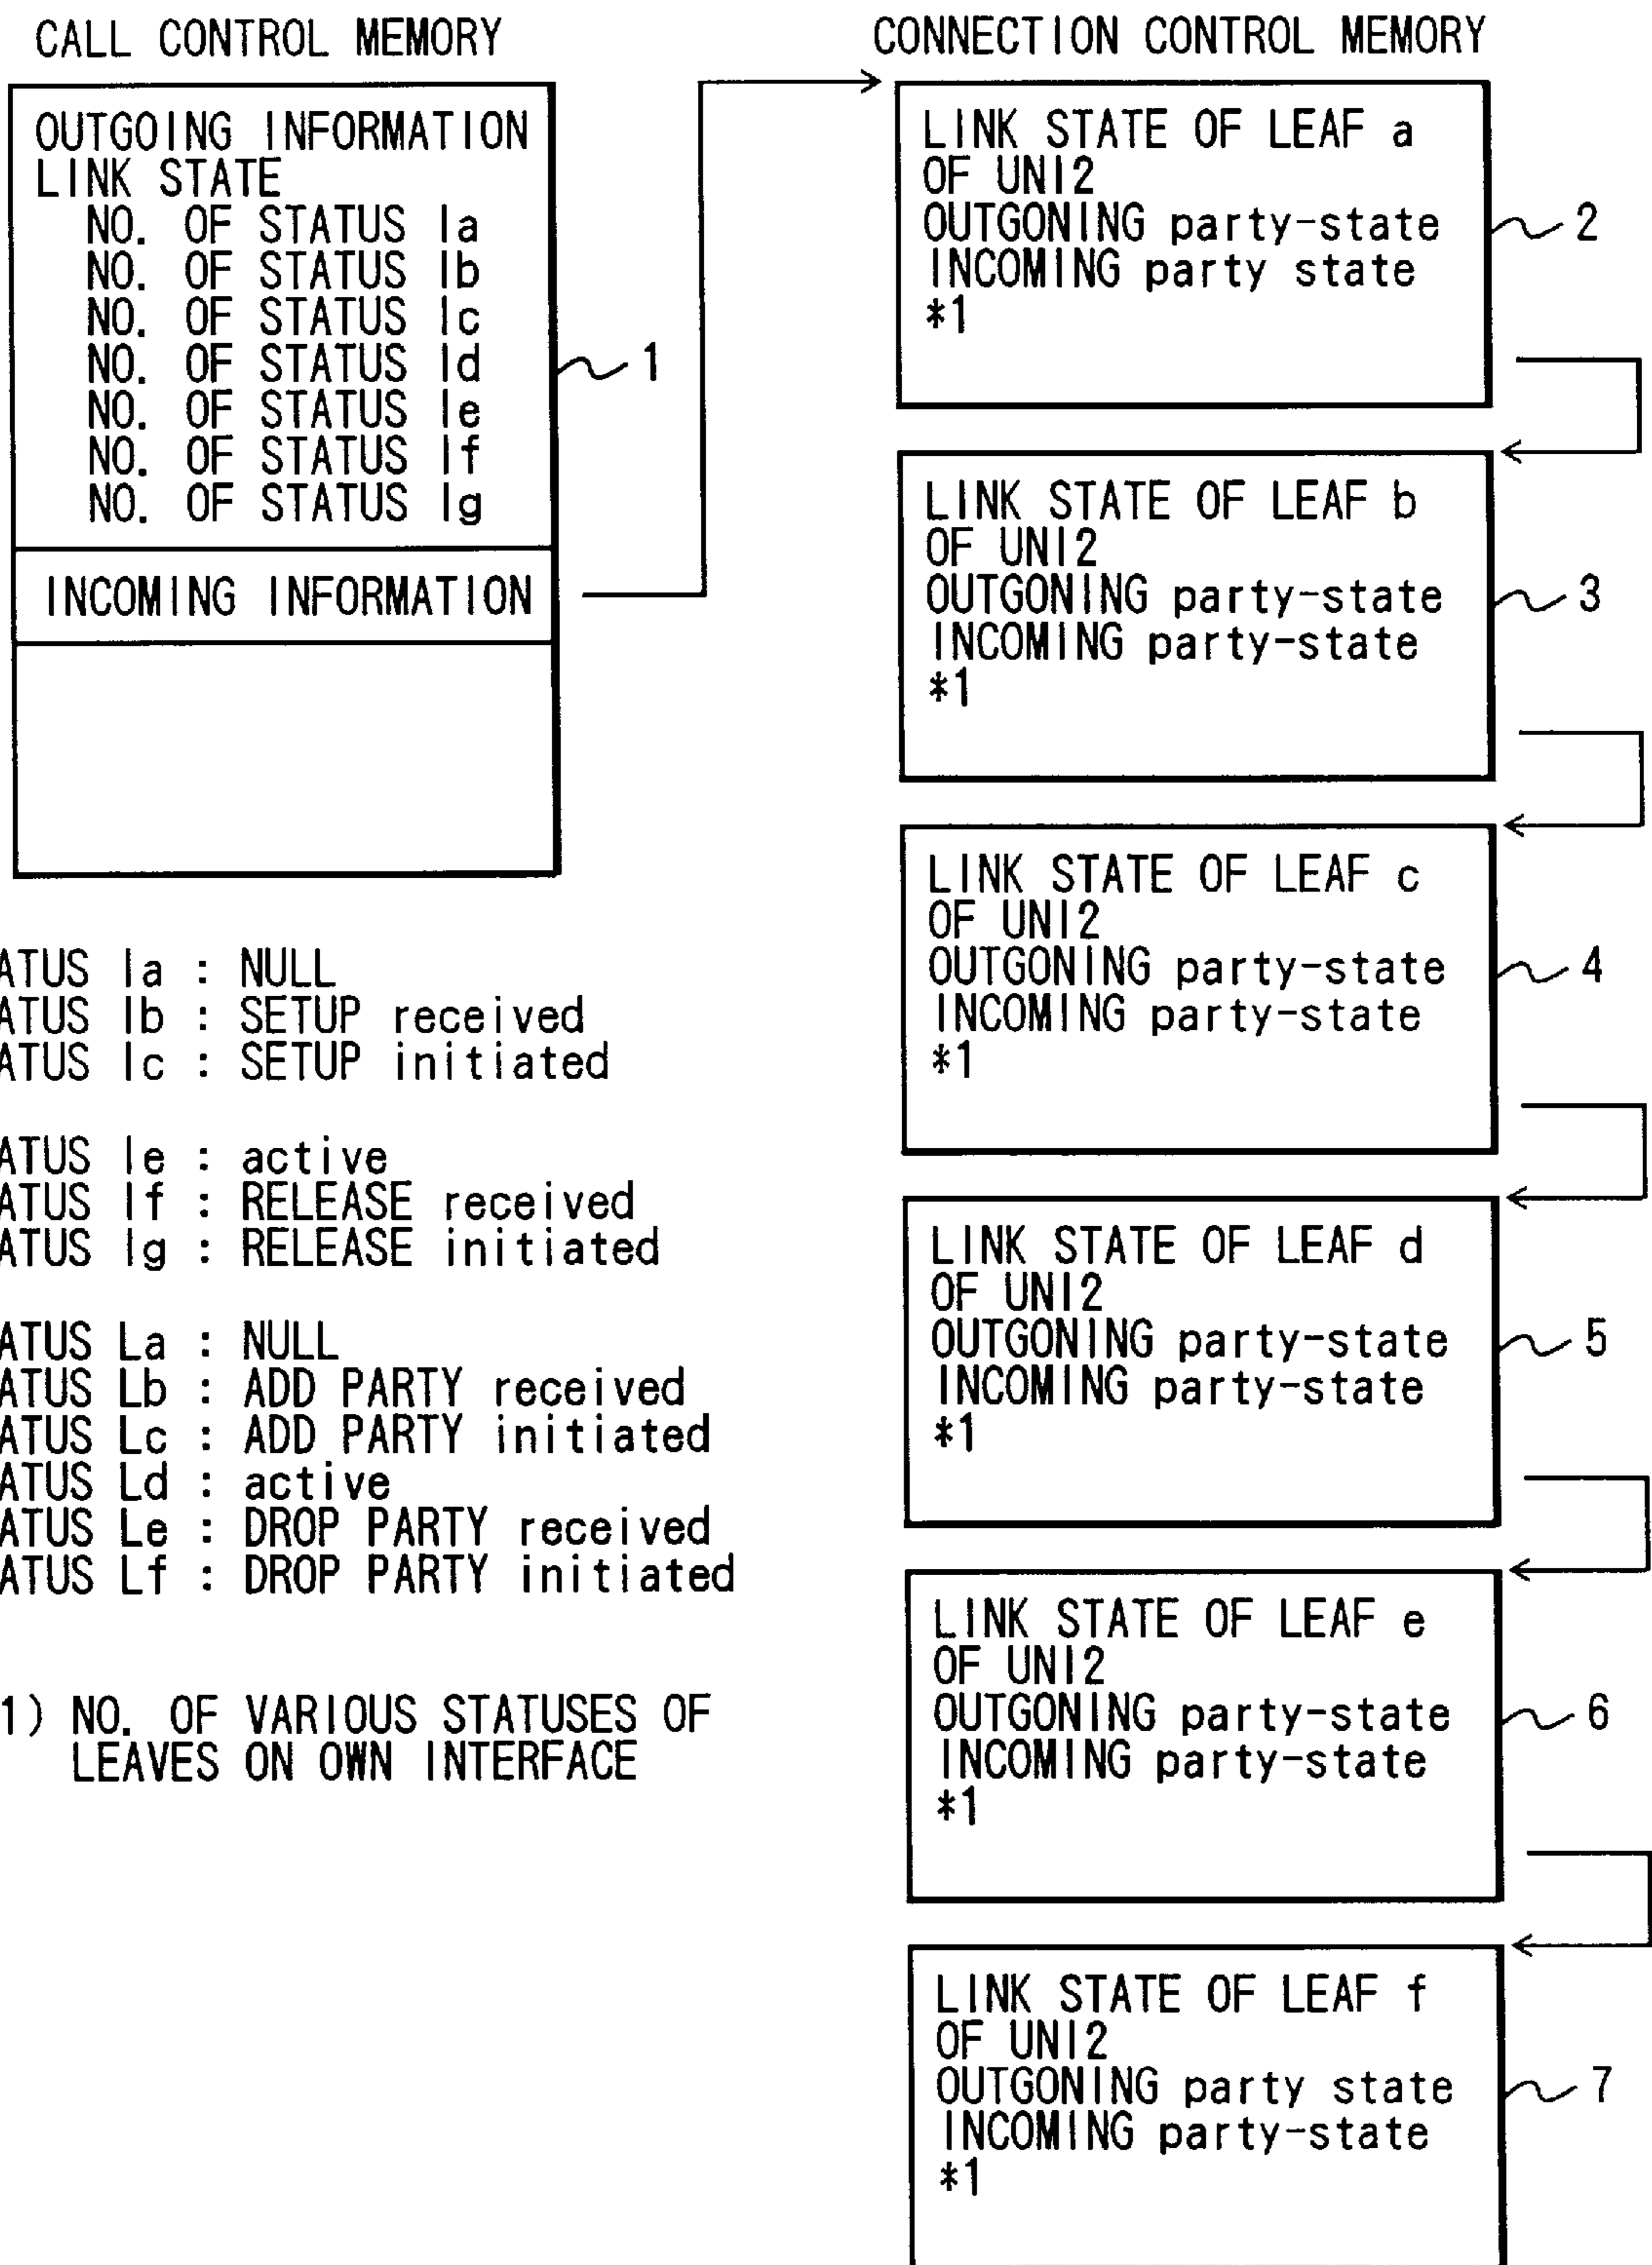 CALL CONTROL MEMORY
OUTGOING INFORMATION
LINK STATE
NO. OF STATUS Ia
NO. OF STATUS Ib
NO. OF STATUS Ic
NO. OF STATUS Id
NO. OF STATUS Ie
NO. OF STATUS If
NO. OF STATUS Ig
1
INCOMING INFORMATION
ATUS Ia : NULL
ATUS Ib : SETUP received
ATUS Ic : SETUP initiated
ATUS Ie : active
ATUS If : RELEASE received
ATUS Ig : RELEASE initiated
ATUS La : NULL
ATUS Lb : ADD PARTY received
ATUS Lc : ADD PARTY initiated
ATUS Ld : active
ATUS Le : DROP PARTY received
ATUS Lf : DROP PARTY initiated
1) NO. OF VARIOUS STATUSES OF
LEAVES ON OWN INTERFACE
CONNECTION CONTROL MEMORY
LINK STATE OF LEAF a
OF UNI2
OUTGONING party-state
INCOMING party state
*1
2
LINK STATE OF LEAF b
OF UNI2
OUTGONING party-state
INCOMING party-state
*1
3
LINK STATE OF LEAF c
OF UNI2
OUTGONING party-state
INCOMING party-state
*1
4
LINK STATE OF LEAF d
OF UNI2
OUTGONING party-state
INCOMING party-state
*1
5
LINK STATE OF LEAF e
OF UNI2
OUTGONING party-state
INCOMING party-state
*1
6
LINK STATE OF LEAF f
OF UNI2
OUTGONING party state
INCOMING party-state
*1
7